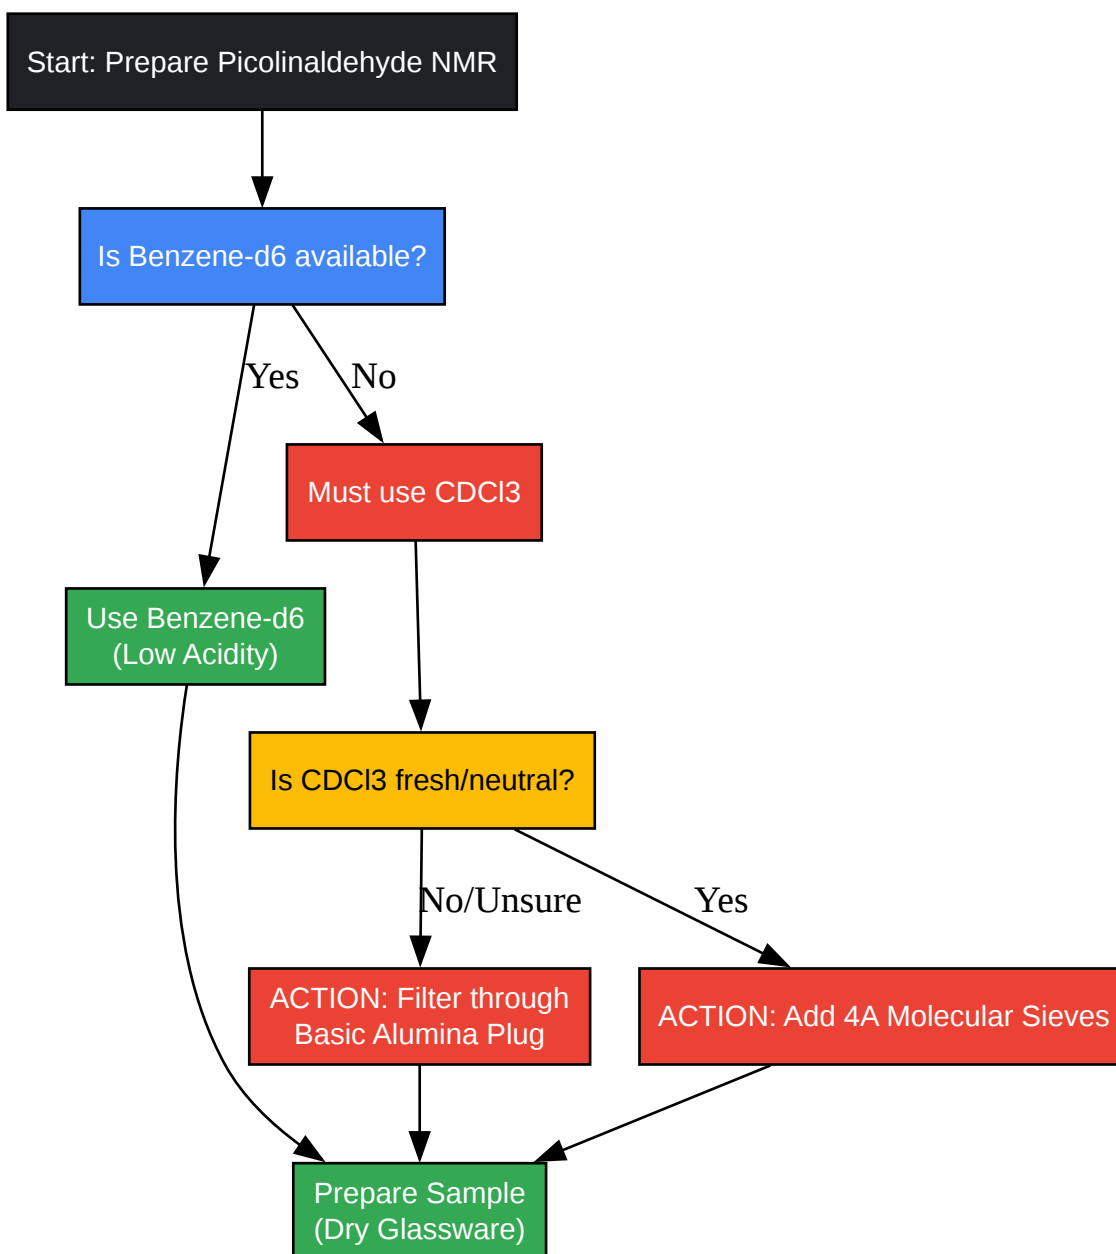 Start: Prepare Picolinaldehyde NMR
Is Benzene-d6 available?
Yes
No
Must use CDCl3
Use Benzene-d6
(Low Acidity)
Is CDCl3 fresh/neutral?
No/Unsure
Yes
ACTION: Filter through
Basic Alumina Plug
ACTION: Add 4A Molecular Sieves
Prepare Sample
(Dry Glassware)